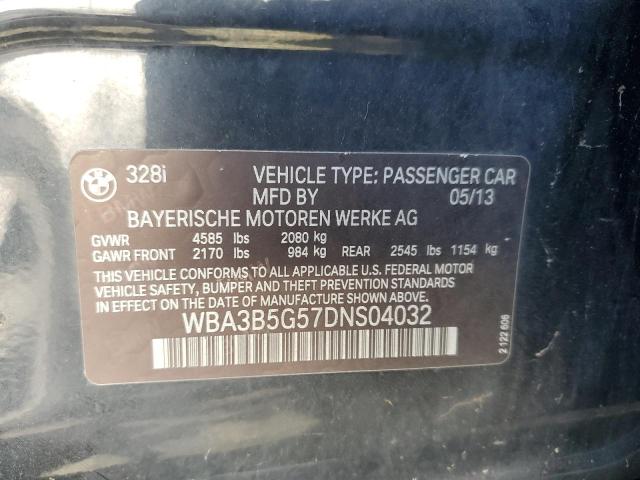 328i VEHICLE TYPE: PASSENGER CAR
MFD BY 05/13
BAYERISCHE MOTOREN WERKE AG
GVWR 4585 lbs 2080 kg
GAWR FRONT 2170 lbs 984 kg REAR 2545 lbs 1154 kg
THIS VEHICLE CONFORMS TO ALL APPLICABLE U.S. FEDERAL MOTOR
VEHICLE SAFETY, BUMPER AND THEFT PREVENTION STANDARDS
IN EFFECT ON THE DATE OF MANUFACTURE SHOWN ABOVE.
WBA3B5G57DNS04032
2 122 606